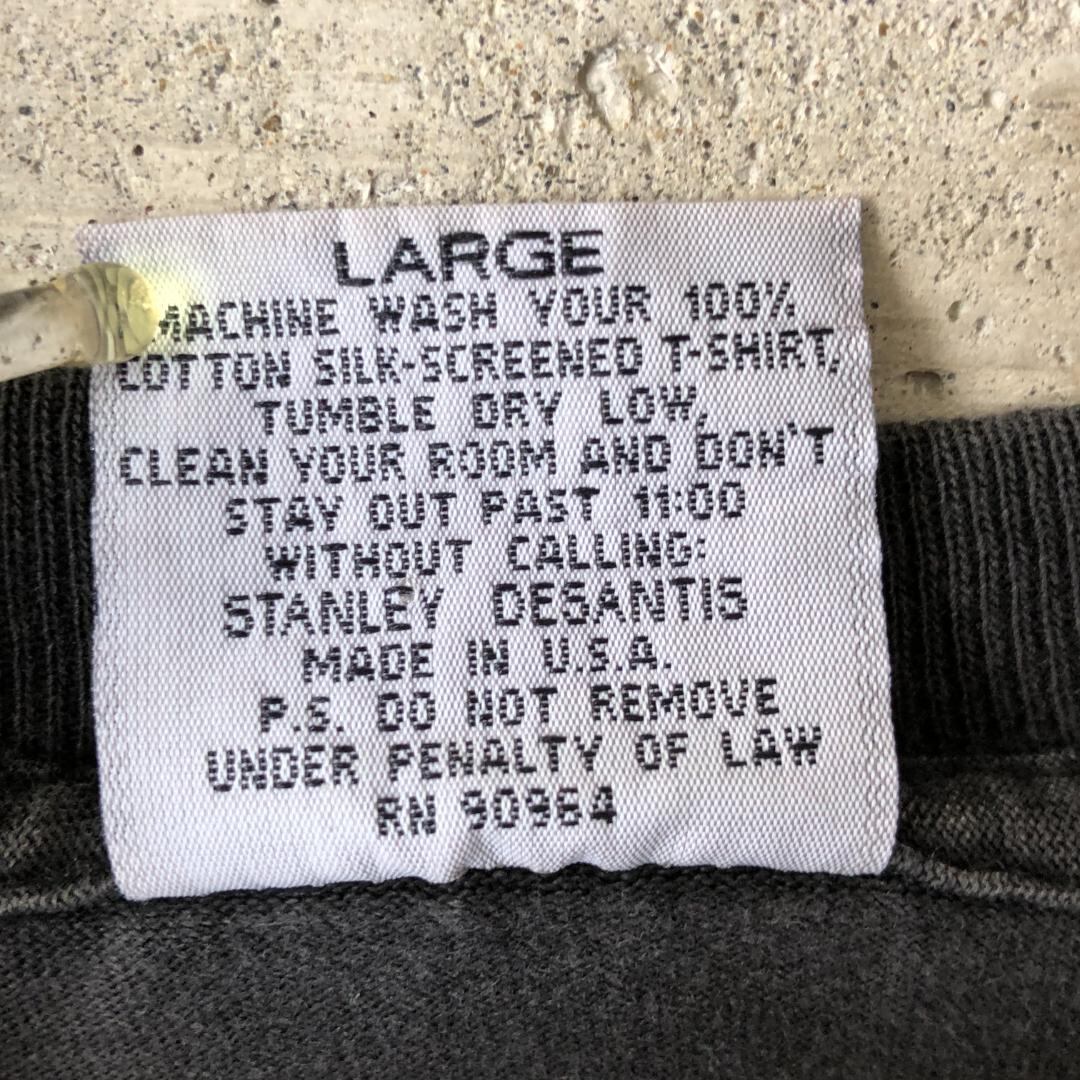 LARGE
MACHINE WASH YOUR 100%
COTTON SILK-SCREENED T-SHIRT,
TUMBLE DRY LOW,
CLEAN YOUR ROOM AND DON'T
STAY OUT PAST 11:00
WITHOUT CALLING:
STANLEY DESANTIS
MADE IN U.S.A.
P.S. DO NOT REMOVE
UNDER PENALTY OF LAW
RN 90964